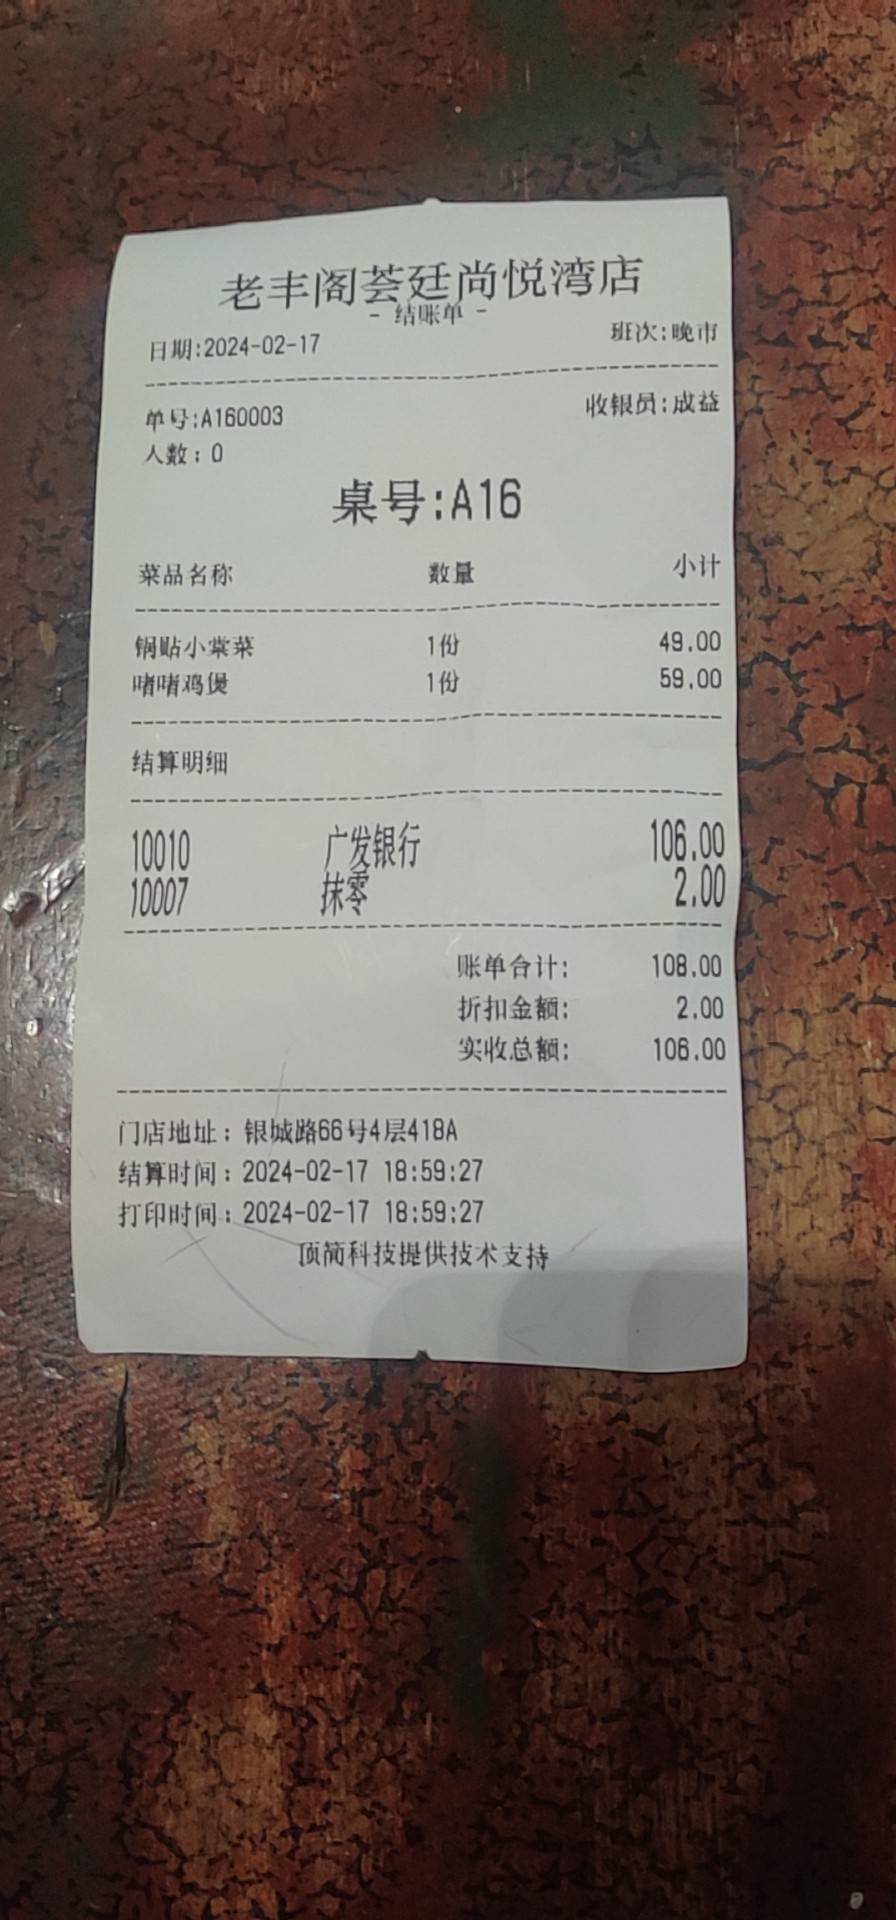 老丰阁荟廷尚悦湾店
- 结账单 -
日期:2024-02-17 班次:晚市
单号:A160003 收银员:成益
人数: 0
桌号:A16
菜品名称 数量 小计
锅贴小棠菜 1份 49.00
啫啫鸡煲 1份 59.00
结算明细
10010 广发银行 106.00
10007 抹零 2.00
账单合计: 108.00
折扣金额: 2.00
实收总额: 106.00
门店地址: 银城路66号4层418A
结算时间: 2024-02-17 18:59:27
打印时间: 2024-02-17 18:59:27
顶简科技提供技术支持